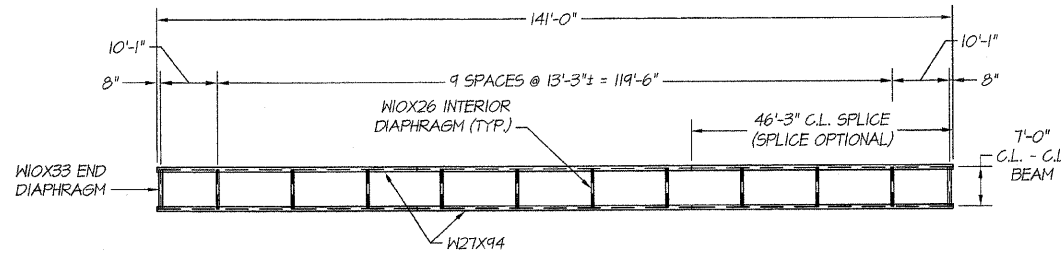 141'-0"
10'-1"
10'-1"
8"
9 SPACES @ 13'-3"± = 119'-6"
8"
W10X26 INTERIOR
DIAPHRAGM (TYP.)
46'-3" C.L. SPLICE
(SPLICE OPTIONAL)
7'-0"
C.L. - C.L
BEAM
W10X33 END
DIAPHRAGM
W27X94